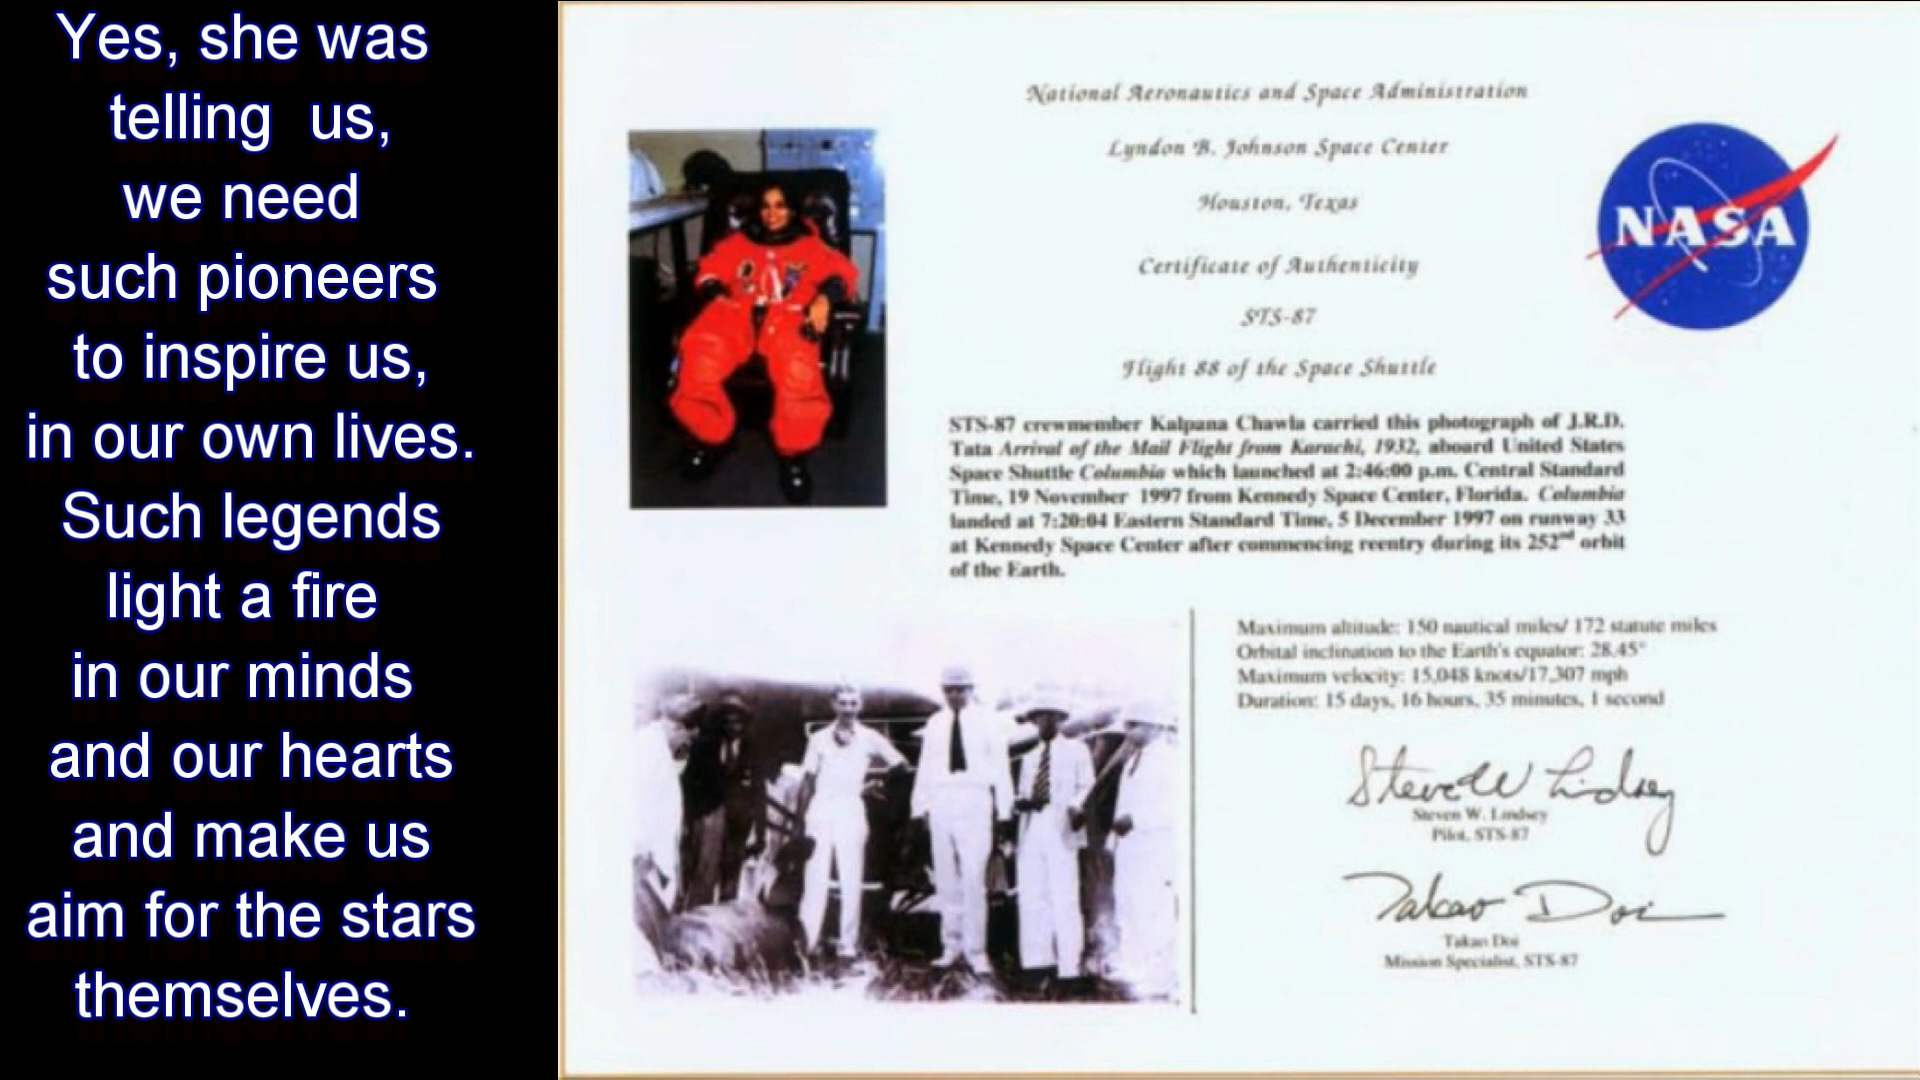 Yes, she was
telling us,
we need
such pioneers
to inspire us,
in our own lives.
Such legends
light a fire
in our minds
and our hearts
and make us
aim for the stars
themselves.
National Aeronautics and Space Administration
Lyndon B. Johnson Space Center
Houston, Texas
Certificate of Authenticity
STS-87
Flight 88 of the Space Shuttle
NASA
STS-87 crewmember Kalpana Chawla carried this photograph of J.R.D.
Tata Arrival of the Mail Flight from Karachi, 1932, aboard United States
Space Shuttle Columbia which launched at 2:46:00 p.m. Central Standard
Time, 19 November 1997 from Kennedy Space Center, Florida. Columbia
landed at 7:20:04 Eastern Standard Time, 5 December 1997 on runway 33
at Kennedy Space Center after commencing reentry during its 252nd orbit
of the Earth.
Maximum altitude: 150 nautical miles/ 172 statute miles
Orbital inclination to the Earth's equator: 28.45°
Maximum velocity: 15,048 knots/17,307 mph
Duration: 15 days, 16 hours, 35 minutes, 1 second
Steve W Lindsey
Steven W. Lindsey
Pilot, STS-87
Takao Doi
Takao Doi
Mission Specialist, STS-87